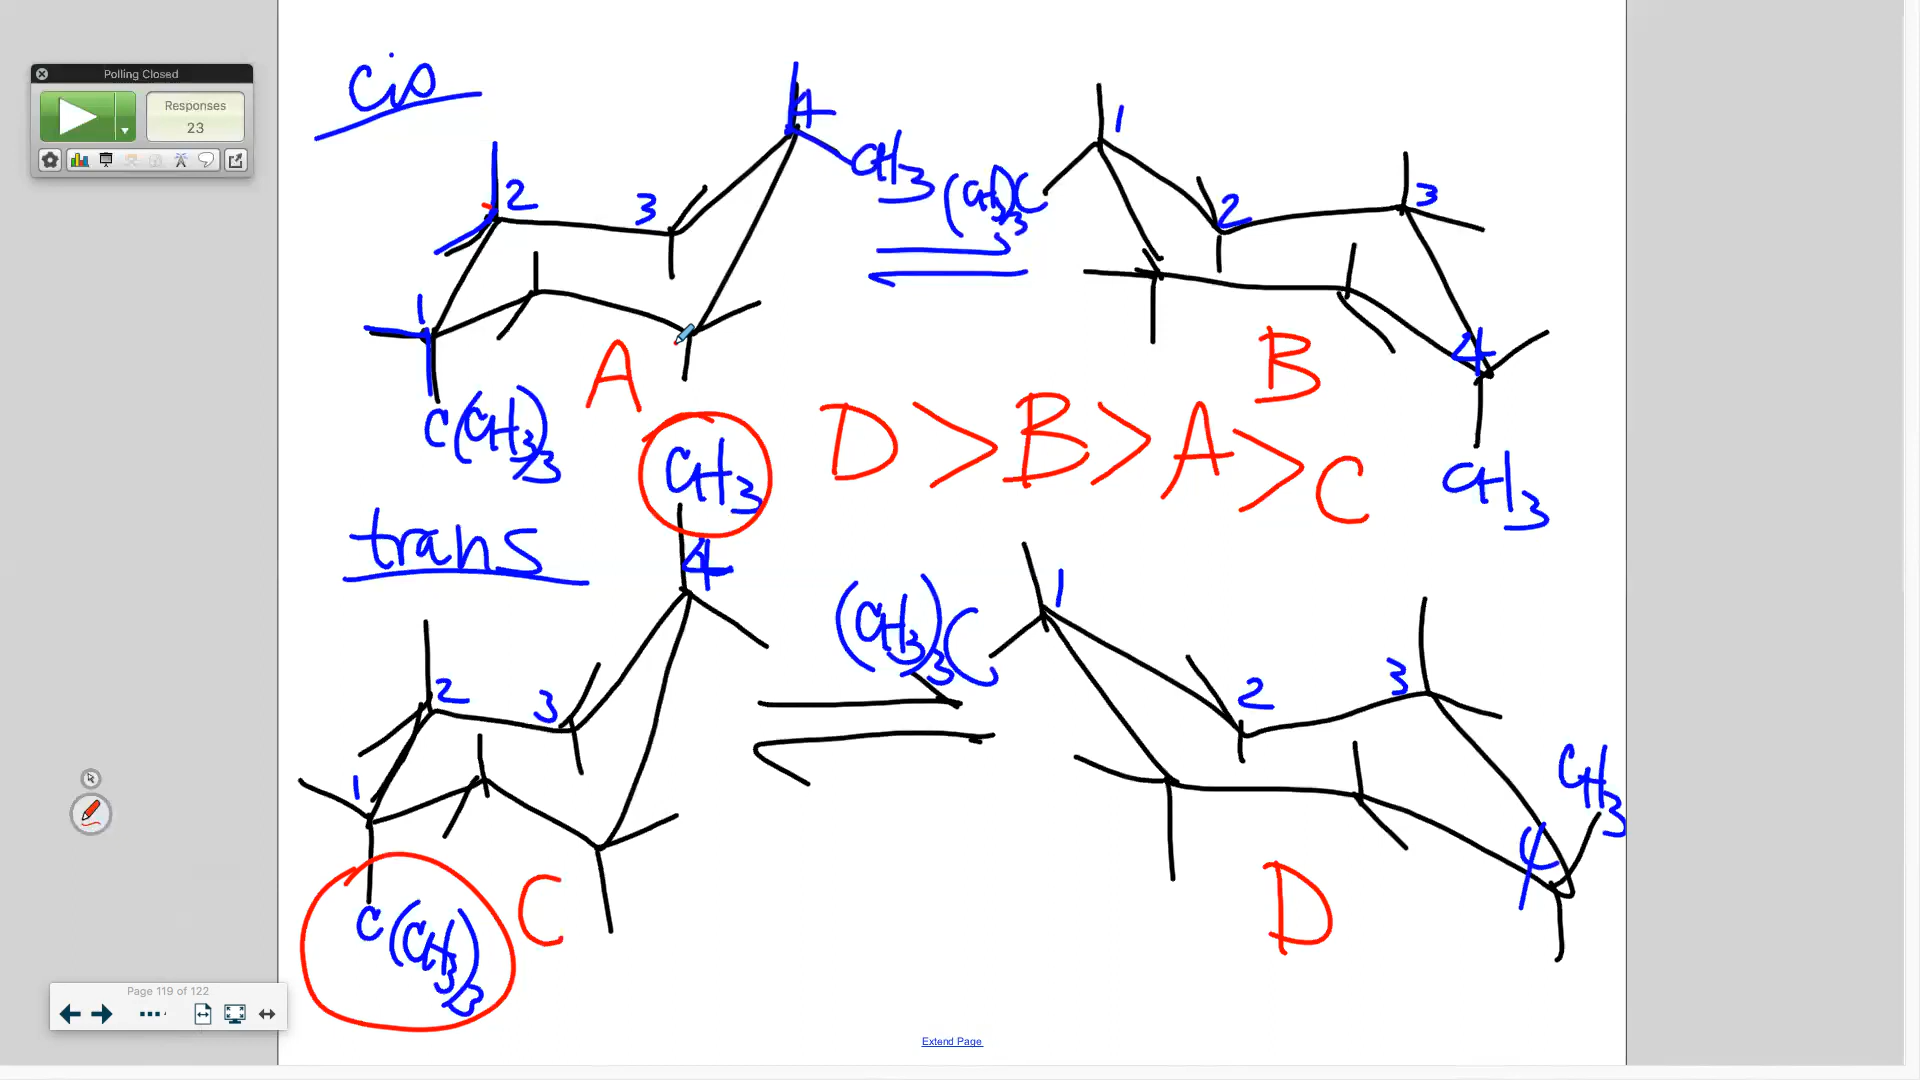 Polling Closed
Responses
23
cis
4
CH3
2
3
1
C(CH3)3
A
1
(CH3)3C
2
3
4
CH3
B
D > B > A > C
trans
CH3
4
2
3
1
C(CH3)3
C
(CH3)3C
1
2
3
CH3
4
D
Page 119 of 122
Extend Page